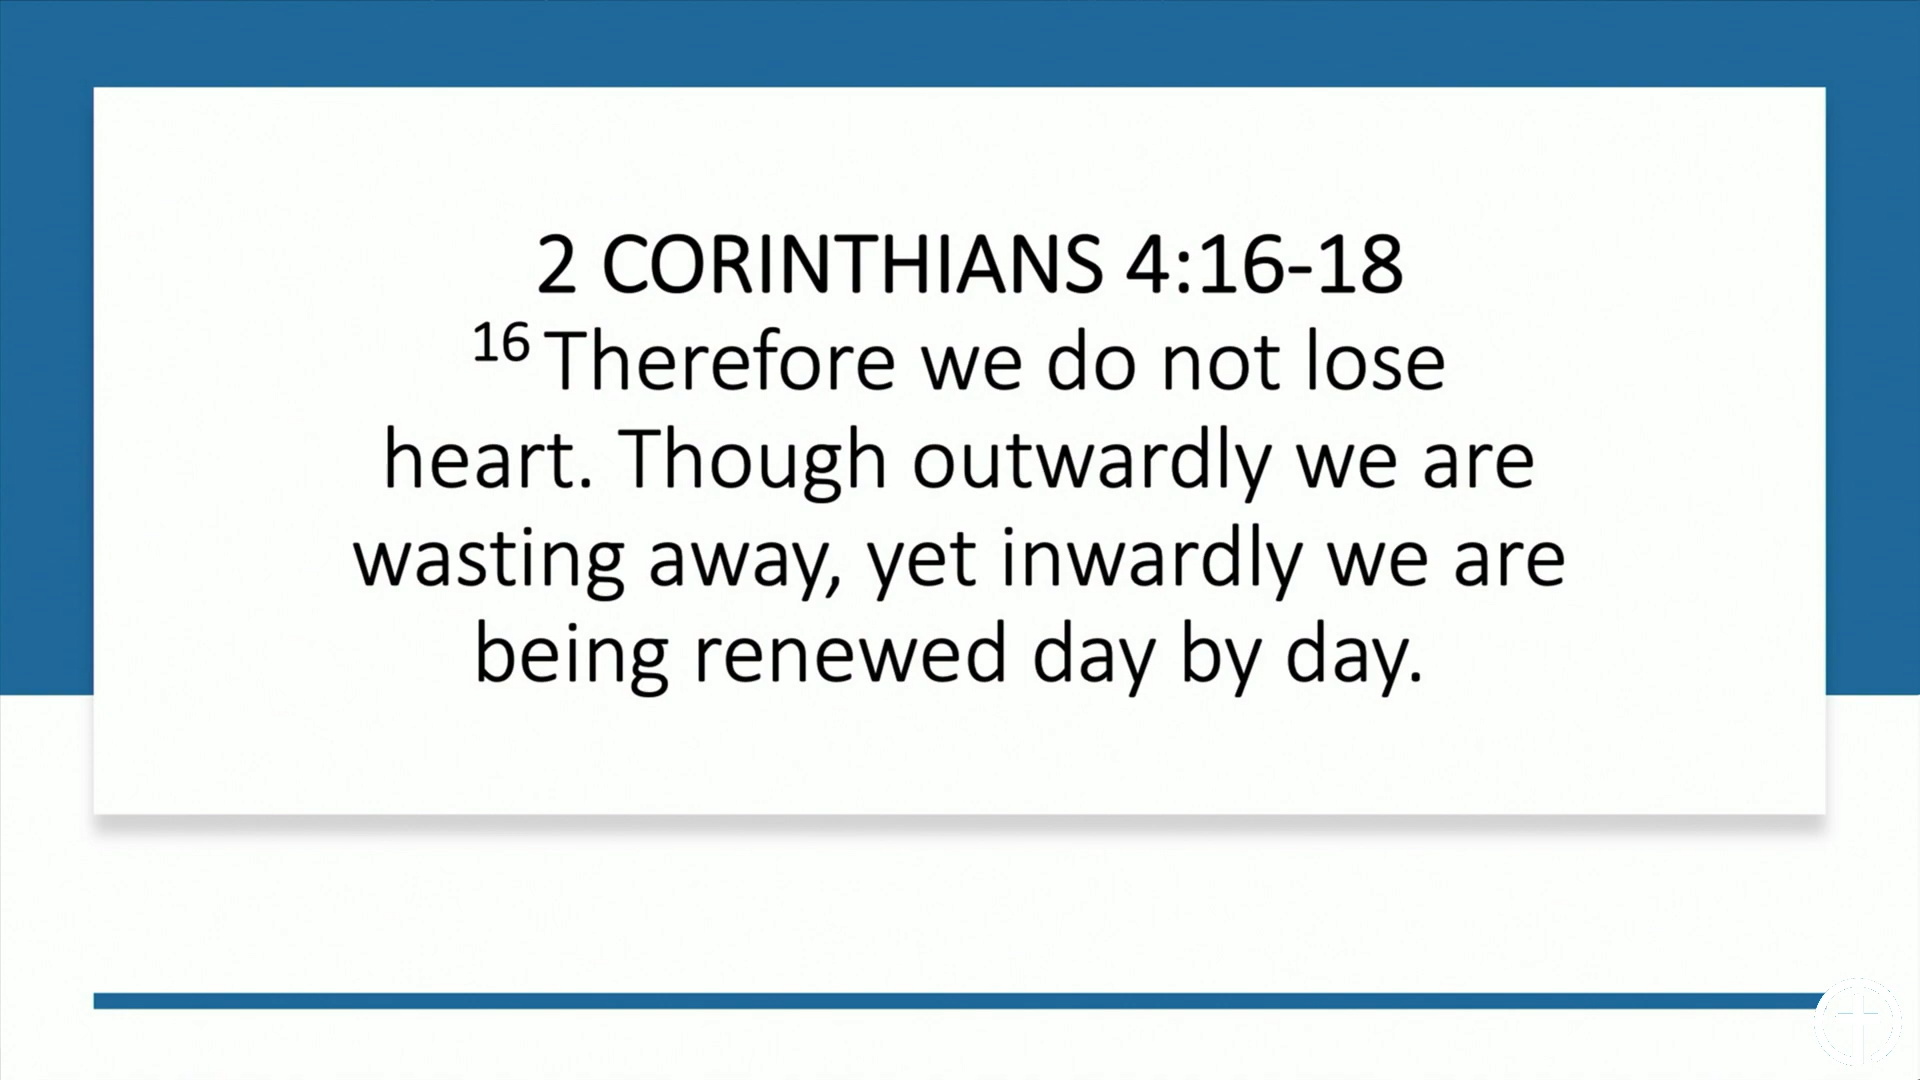 2 CORINTHIANS 4:16-18
16 Therefore we do not lose
heart. Though outwardly we are
wasting away, yet inwardly we are
being renewed day by day.